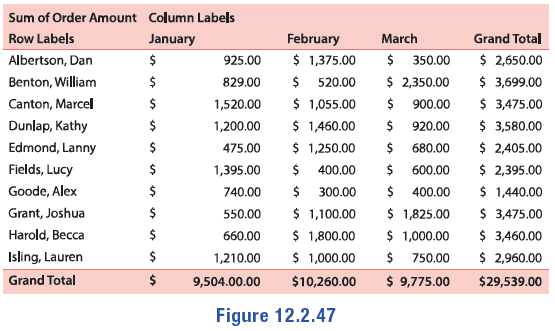 Sum of Order Amount Column Labels
Row Labels January February March Grand Total
Albertson, Dan $ 925.00 $ 1,375.00 $ 350.00 $ 2,650.00
Benton, William $ 829.00 $ 520.00 $ 2,350.00 $ 3,699.00
Canton, Marcel $ 1,520.00 $ 1,055.00 $ 900.00 $ 3,475.00
Dunlap, Kathy $ 1,200.00 $ 1,460.00 $ 920.00 $ 3,580.00
Edmond, Lanny $ 475.00 $ 1,250.00 $ 680.00 $ 2,405.00
Fields, Lucy $ 1,395.00 $ 400.00 $ 600.00 $ 2,395.00
Goode, Alex $ 740.00 $ 300.00 $ 400.00 $ 1,440.00
Grant, Joshua $ 550.00 $ 1,100.00 $ 1,825.00 $ 3,475.00
Harold, Becca $ 660.00 $ 1,800.00 $ 1,000.00 $ 3,460.00
Isling, Lauren $ 1,210.00 $ 1,000.00 $ 750.00 $ 2,960.00
Grand Total $ 9,504.00.00 $10,260.00 $ 9,775.00 $29,539.00
Figure 12.2.47